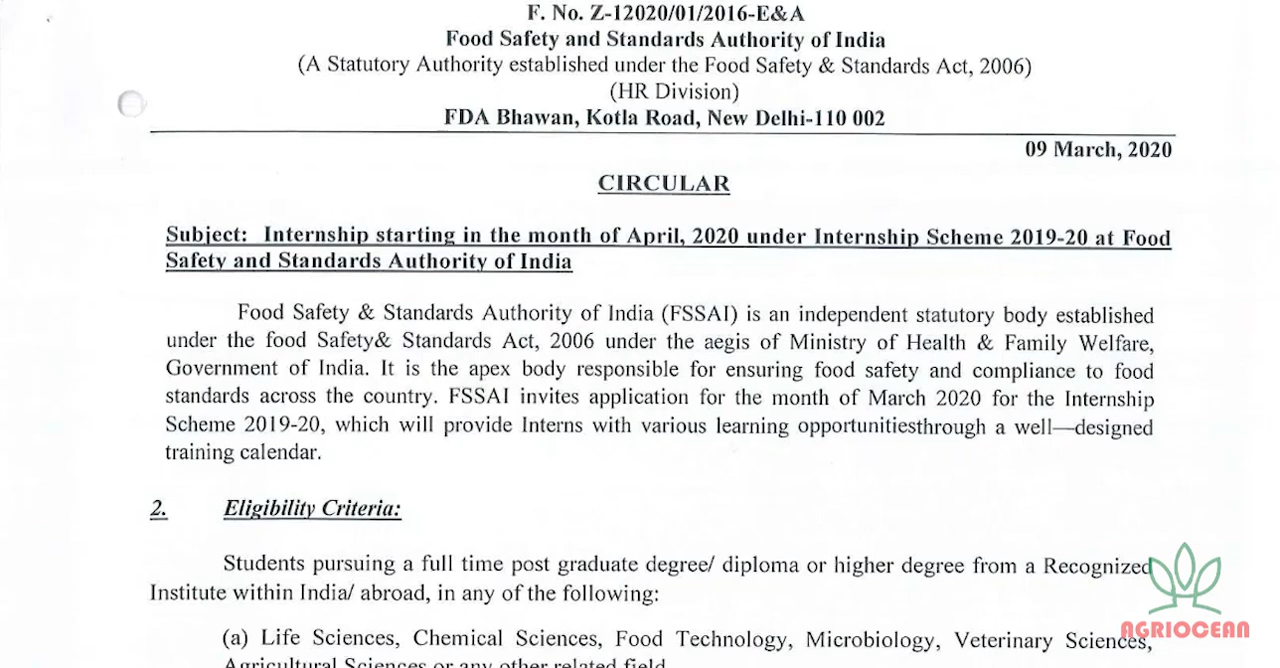 F. No. Z-12020/01/2016-E&A
Food Safety and Standards Authority of India
(A Statutory Authority established under the Food Safety & Standards Act, 2006)
(HR Division)
FDA Bhawan, Kotla Road, New Delhi-110 002
09 March, 2020
CIRCULAR
Subject: Internship starting in the month of April, 2020 under Internship Scheme 2019-20 at Food
Safety and Standards Authority of India
Food Safety & Standards Authority of India (FSSAI) is an independent statutory body established
under the food Safety& Standards Act, 2006 under the aegis of Ministry of Health & Family Welfare,
Government of India. It is the apex body responsible for ensuring food safety and compliance to food
standards across the country. FSSAI invites application for the month of March 2020 for the Internship
Scheme 2019-20, which will provide Interns with various learning opportunitiesthrough a well—designed
training calendar.
2. Eligibility Criteria:
Students pursuing a full time post graduate degree/ diploma or higher degree from a Recognized
Institute within India/ abroad, in any of the following:
(a) Life Sciences, Chemical Sciences, Food Technology, Microbiology, Veterinary Sciences,
Agricultural Sciences or any other related field
AGRIOCEAN